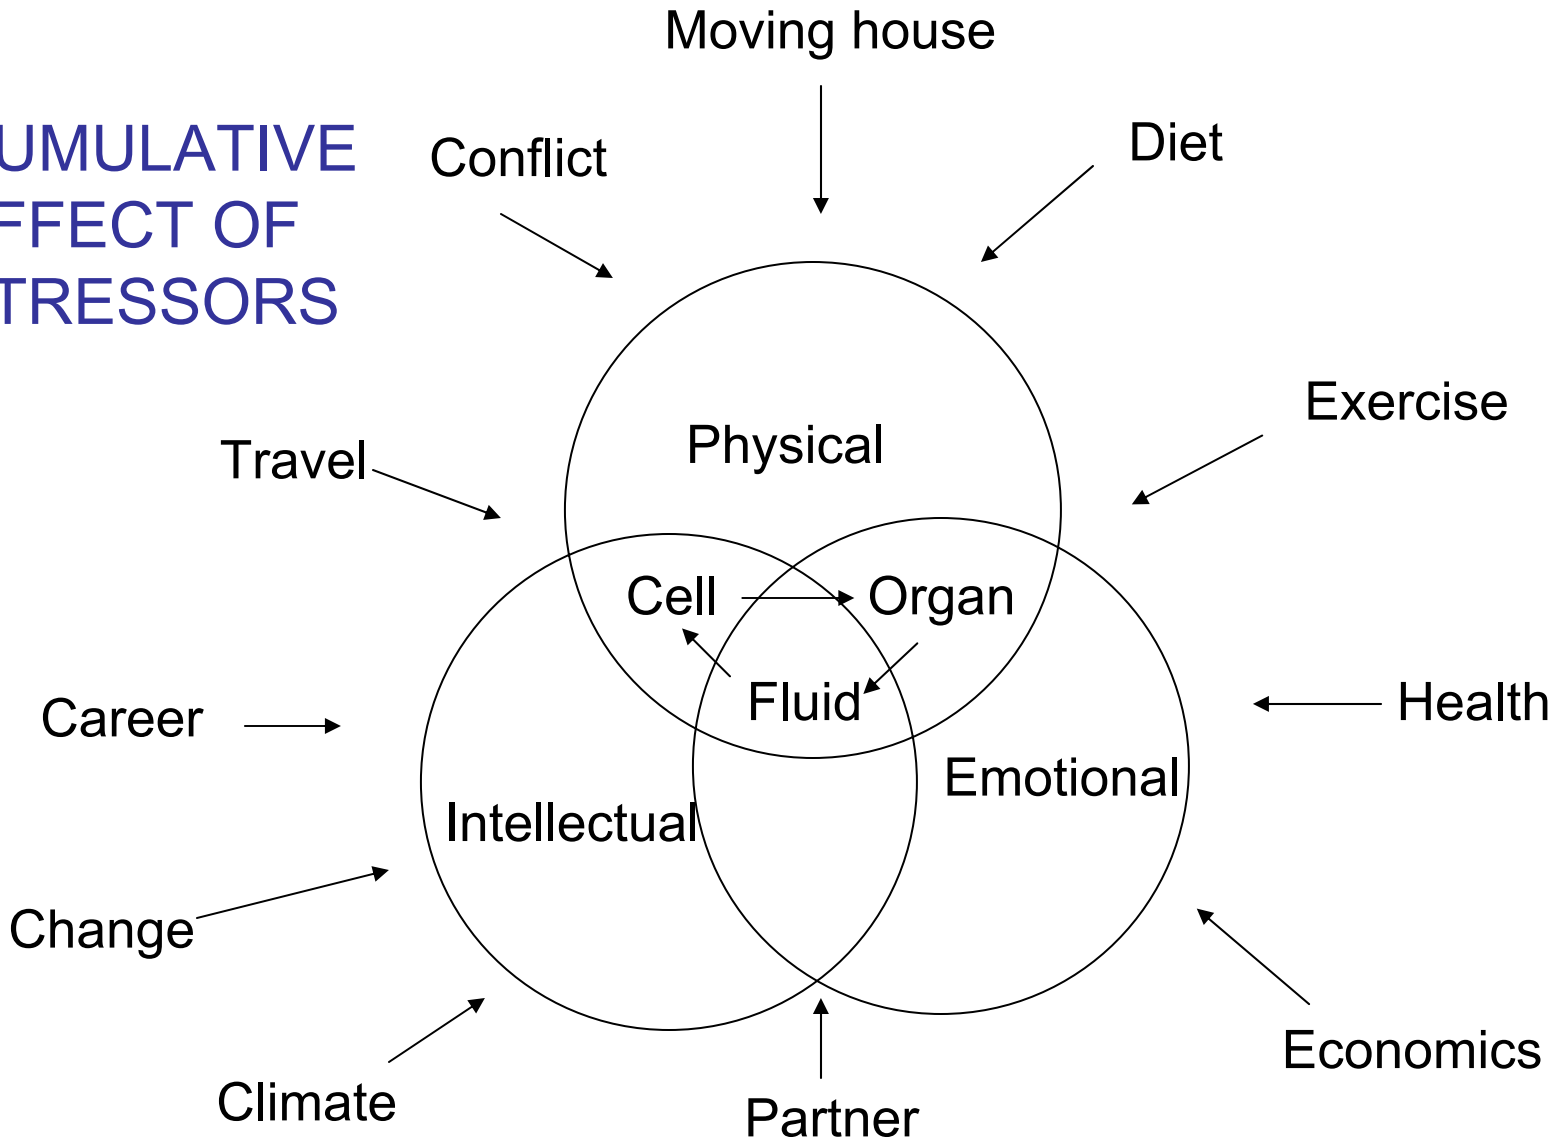 Moving house
UMULATIVE
FFECT OF
TRESSORS
Conflict
Diet
Exercise
Travel
Physical
Cell
Organ
Fluid
Career
Health
Emotional
Intellectual
Change
Economics
Climate
Partner